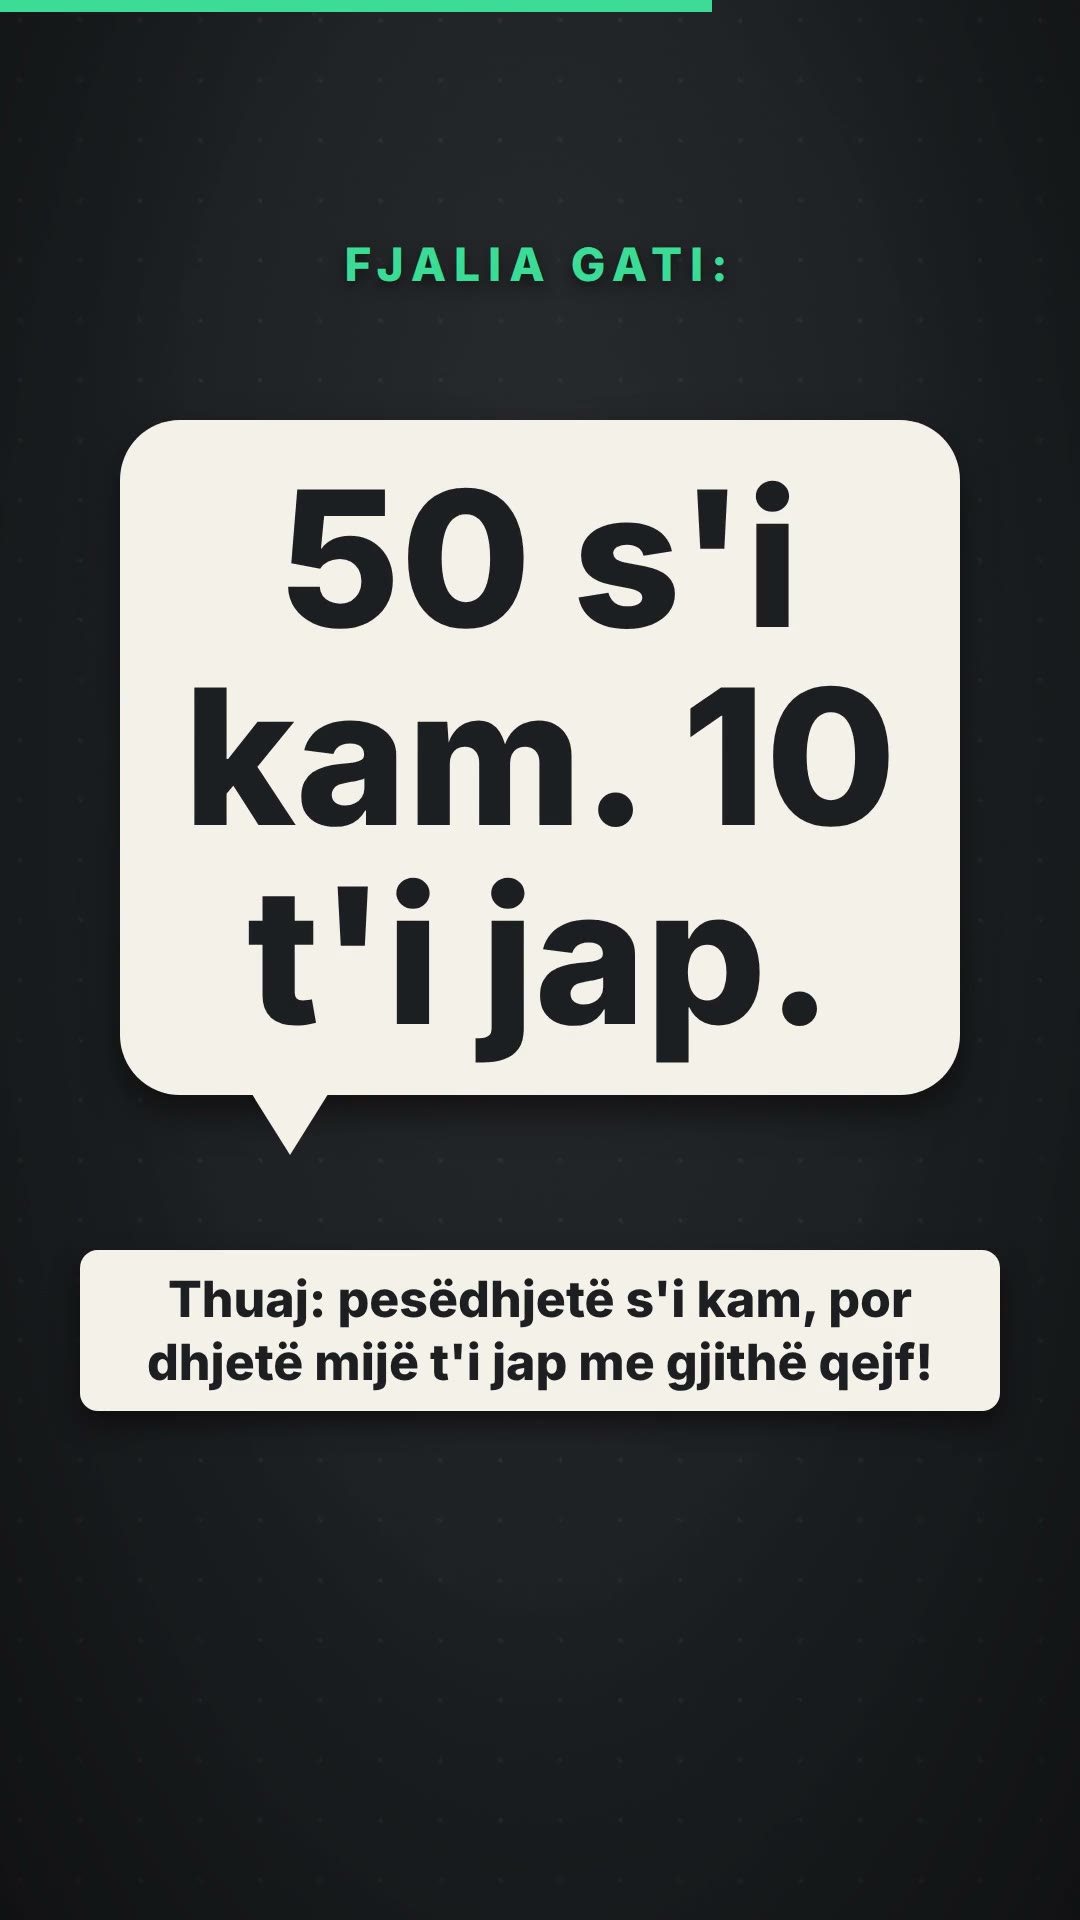 FJALIA GATI:
50 s'i
kam. 10
t'i jap.
Thuaj: pesëdhjetë s'i kam, por
dhjetë mijë t'i jap me gjithë qejf!